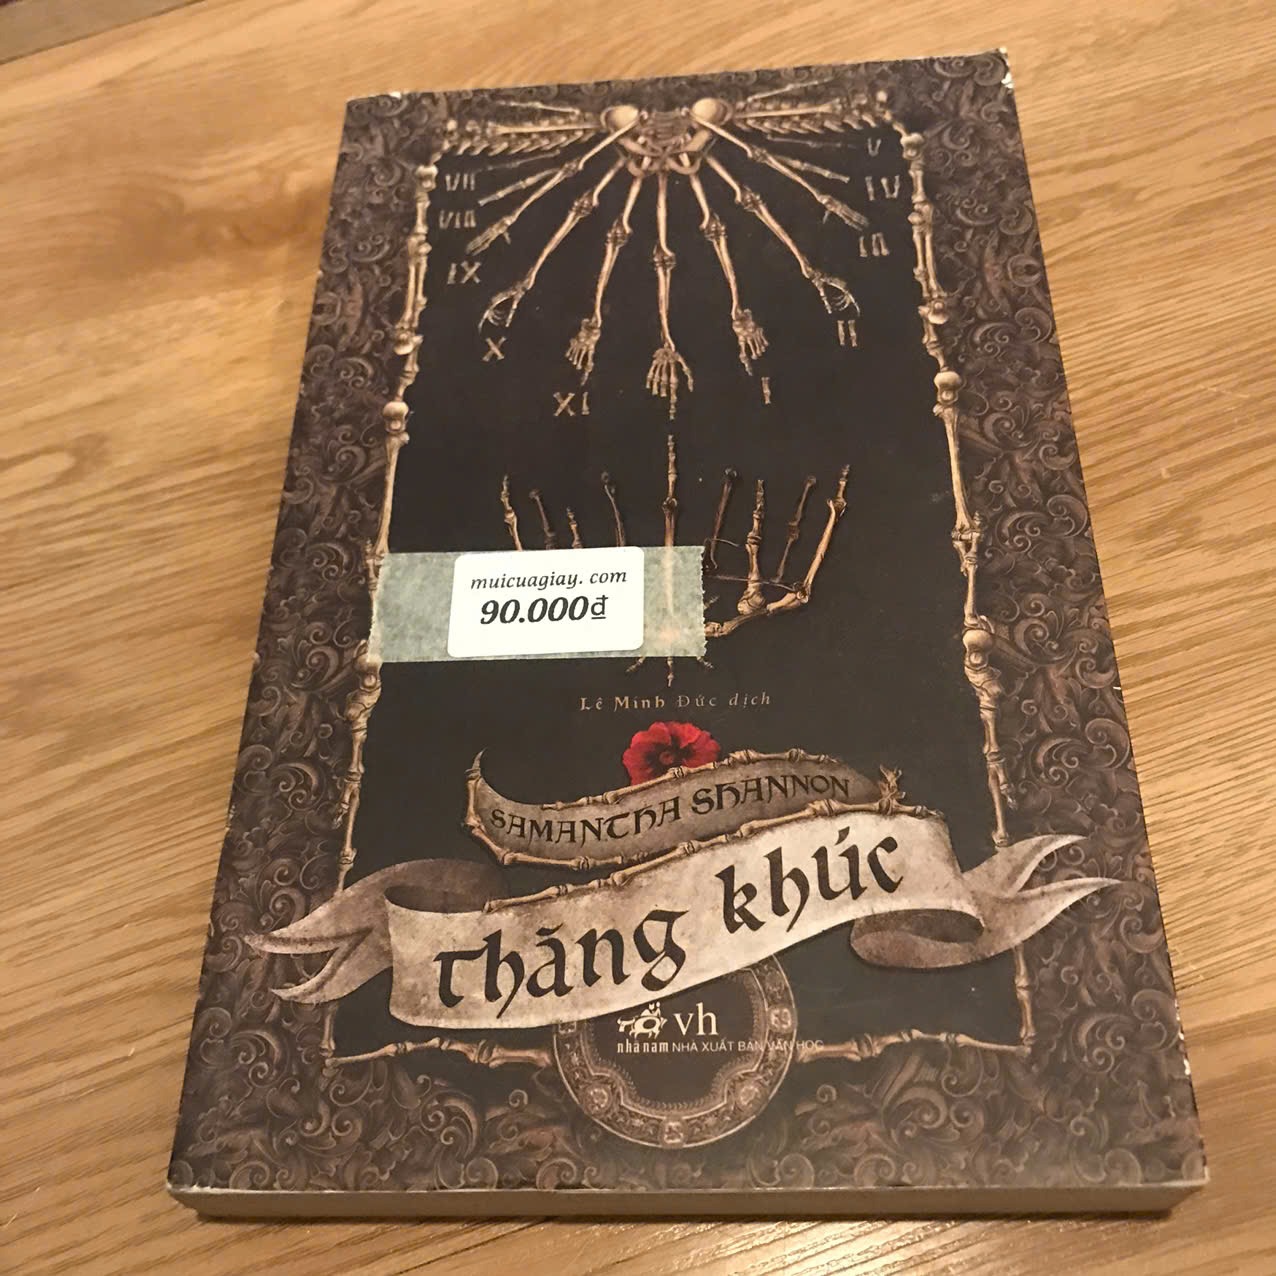 V
VII
IV
VIII
III
IX
II
X
I
XI
muicuagiay. com
90.000₫
Lê Minh Đức dịch
SAMANTHA SHANNON
Thăng khúc
vh
nhã nam NHÀ XUẤT BẢN VĂN HỌC